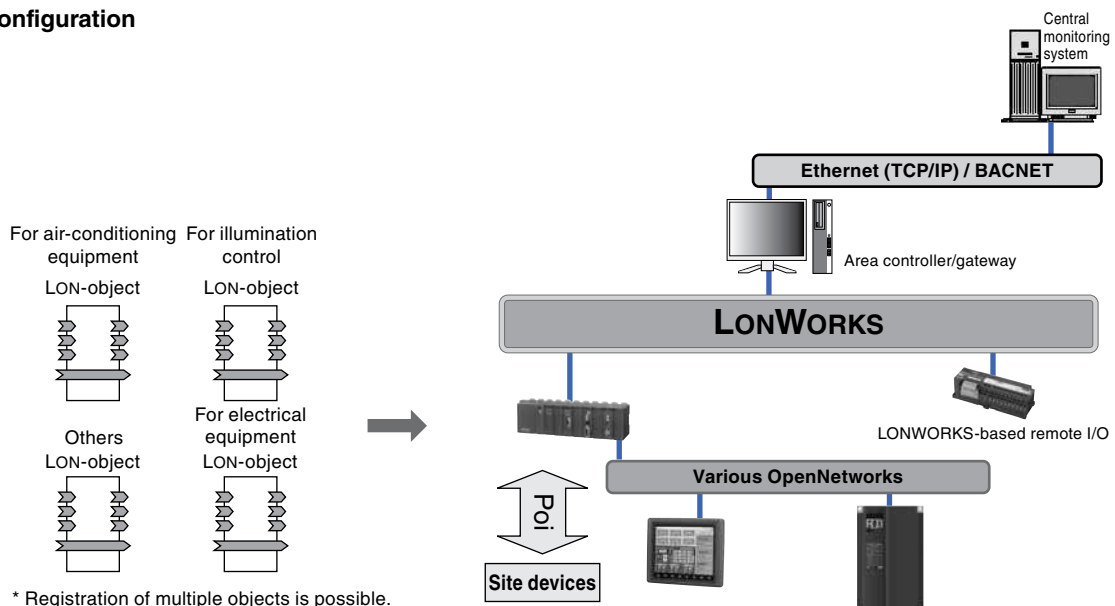 onfiguration
Central
monitoring
system
Ethernet (TCP/IP) / BACNET
Area controller/gateway
LONWORKS
LONWORKS-based remote I/O
Various OpenNetworks
Poi
Site devices
For air-conditioning
equipment
LON-object
For illumination
control
LON-object
Others
LON-object
For electrical
equipment
LON-object
* Registration of multiple objects is possible.